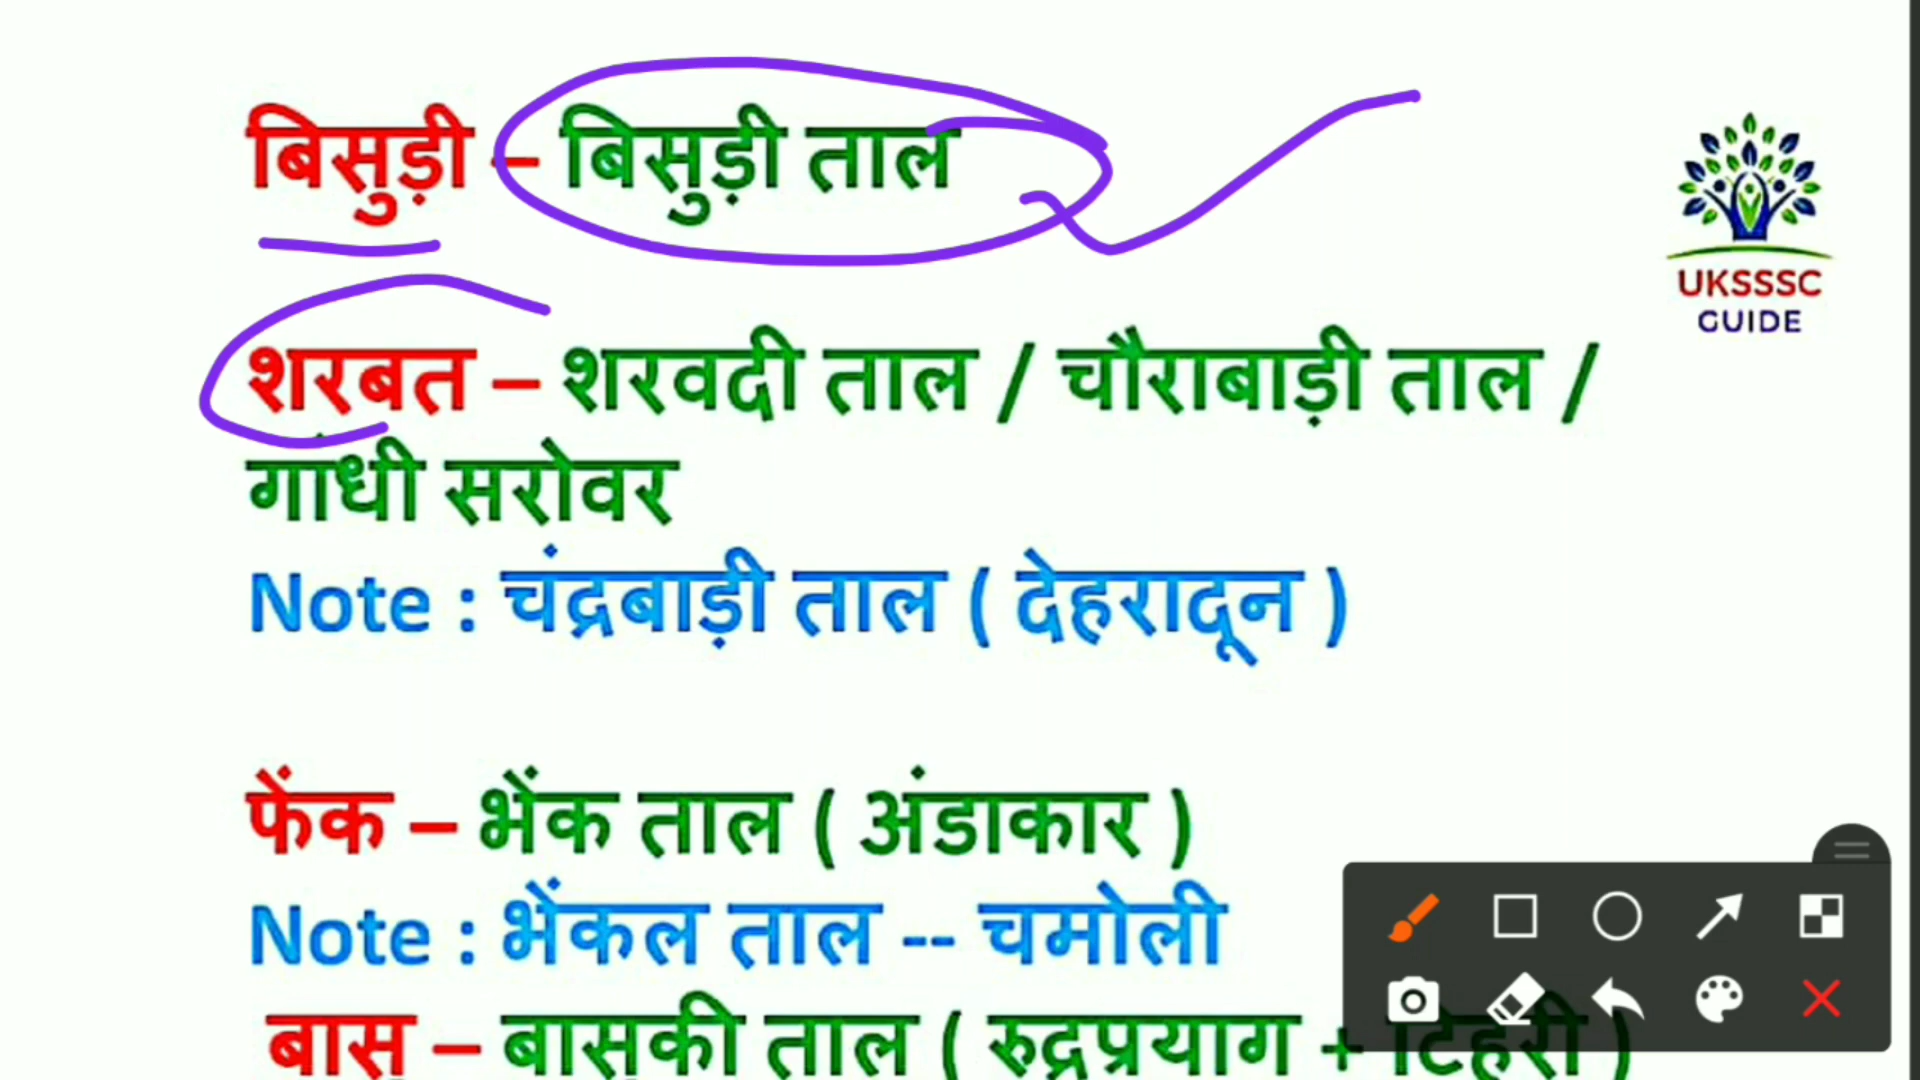 बिसुड़ी – बिसुड़ी ताल
UKSSSC
GUIDE
शरबत – शरवदी ताल / चौराबाड़ी ताल /
गांधी सरोवर
Note : चंद्रबाड़ी ताल ( देहरादून )
फेंक – भेंक ताल ( अंडाकार )
Note : भेंकल ताल -- चमोली
बासु – बासुकी ताल ( रुद्रप्रयाग + टिहरी )